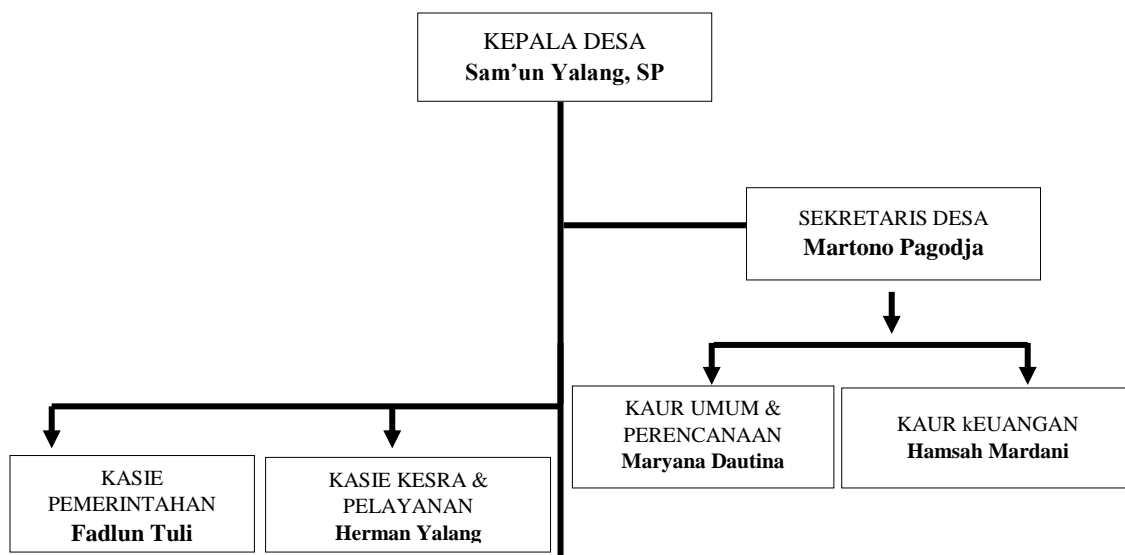 KEPALA DESA
Sam’un Yalang, SP
SEKRETARIS DESA
Martono Pagodja
KAUR UMUM &
PERENCANAAN
Maryana Dautina
KAUR kEUANGAN
Hamsah Mardani
KASIE
PEMERINTAHAN
Fadlun Tuli
KASIE KESRA &
PELAYANAN
Herman Yalang